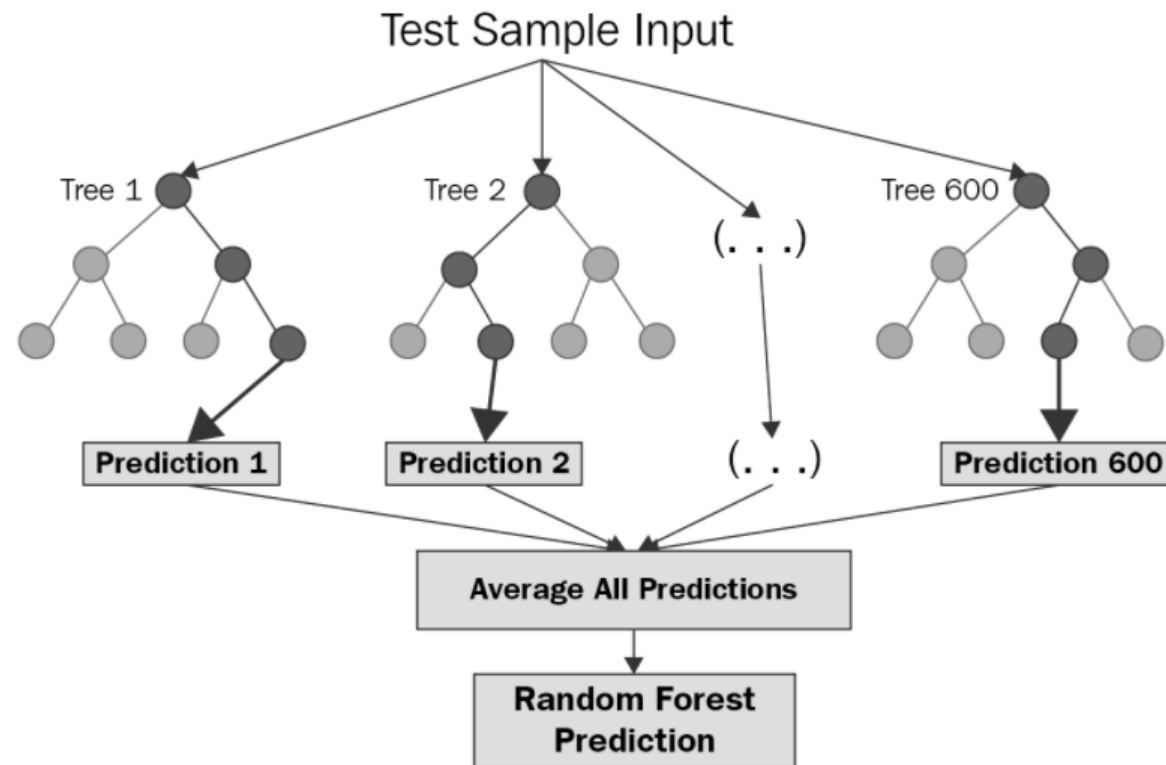 Test Sample Input
Tree 1
Tree 2
Tree 600
(. . .)
Prediction 1
Prediction 2
(. . .)
Prediction 600
Average All Predictions
Random Forest
Prediction